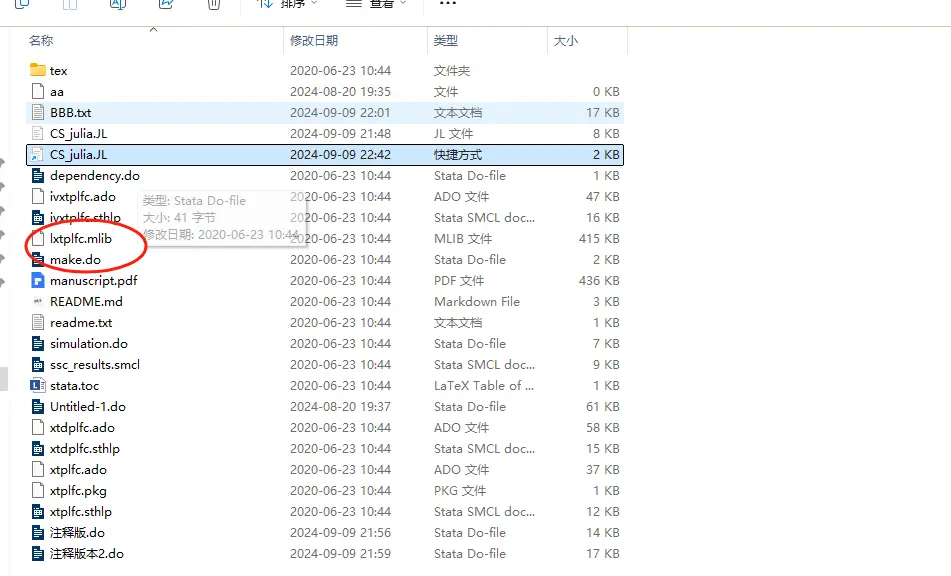 排序 查看
名称 修改日期 类型 大小
tex 2020-06-23 10:44 文件夹
aa 2024-08-20 19:35 文件 0 KB
BBB.txt 2024-09-09 22:01 文本文档 17 KB
CS_julia.JL 2024-09-09 21:48 JL 文件 8 KB
CS_julia.JL 2024-09-09 22:42 快捷方式 2 KB
dependency.do 2020-06-23 10:44 Stata Do-file 1 KB
ivxtplfc.ado 2020-06-23 10:44 ADO 文件 47 KB
类型: Stata Do-file
ivxtplfc.sthlp 2020-06-23 10:44 Stata SMCL doc... 16 KB
大小: 41 字节
lxtplfc.mlib 2020-06-23 10:44 MLIB 文件 415 KB
修改日期: 2020-06-23 10:44
make.do 2020-06-23 10:44 Stata Do-file 2 KB
manuscript.pdf 2020-06-23 10:44 PDF 文件 436 KB
README.md 2020-06-23 10:44 Markdown File 3 KB
readme.txt 2020-06-23 10:44 文本文档 1 KB
simulation.do 2020-06-23 10:44 Stata Do-file 7 KB
ssc_results.smcl 2020-06-23 10:44 Stata SMCL doc... 9 KB
stata.toc 2020-06-23 10:44 LaTeX Table of ... 1 KB
Untitled-1.do 2024-08-20 19:37 Stata Do-file 61 KB
xtdplfc.ado 2020-06-23 10:44 ADO 文件 58 KB
xtdplfc.sthlp 2020-06-23 10:44 Stata SMCL doc... 15 KB
xtplfc.ado 2020-06-23 10:44 ADO 文件 37 KB
xtplfc.pkg 2020-06-23 10:44 PKG 文件 1 KB
xtplfc.sthlp 2020-06-23 10:44 Stata SMCL doc... 12 KB
注释版.do 2024-09-09 21:56 Stata Do-file 14 KB
注释版本2.do 2024-09-09 21:59 Stata Do-file 17 KB